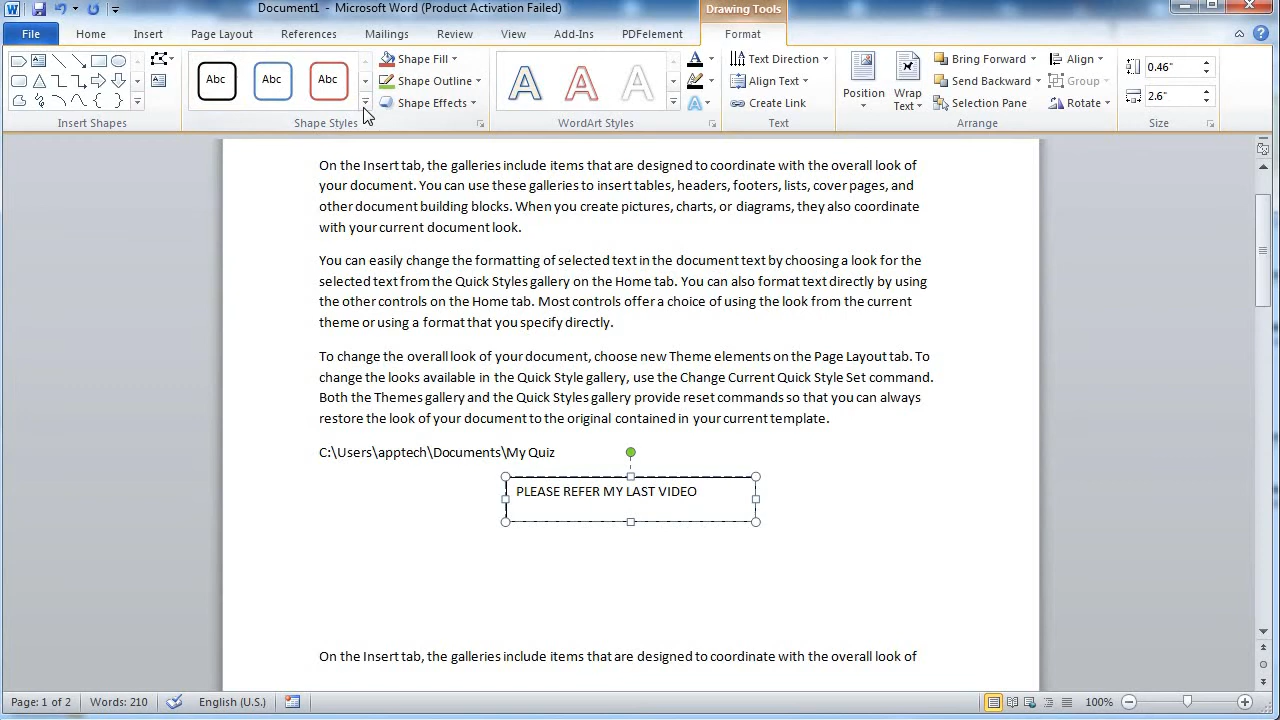 Document1 - Microsoft Word (Product Activation Failed)
Drawing Tools
File
Home
Insert
Page Layout
References
Mailings
Review
View
Add-Ins
PDFelement
Format
Abc
Abc
Abc
Shape Fill
Shape Outline
Shape Effects
A
A
A
A
A
Text Direction
Align Text
Create Link
Position
Wrap
Text
Bring Forward
Send Backward
Selection Pane
Align
Group
Rotate
0.46"
2.6"
Insert Shapes
Shape Styles
WordArt Styles
Text
Arrange
Size
On the Insert tab, the galleries include items that are designed to coordinate with the overall look of
your document. You can use these galleries to insert tables, headers, footers, lists, cover pages, and
other document building blocks. When you create pictures, charts, or diagrams, they also coordinate
with your current document look.
You can easily change the formatting of selected text in the document text by choosing a look for the
selected text from the Quick Styles gallery on the Home tab. You can also format text directly by using
the other controls on the Home tab. Most controls offer a choice of using the look from the current
theme or using a format that you specify directly.
To change the overall look of your document, choose new Theme elements on the Page Layout tab. To
change the looks available in the Quick Style gallery, use the Change Current Quick Style Set command.
Both the Themes gallery and the Quick Styles gallery provide reset commands so that you can always
restore the look of your document to the original contained in your current template.
C:\Users\apptech\Documents\My Quiz
PLEASE REFER MY LAST VIDEO
On the Insert tab, the galleries include items that are designed to coordinate with the overall look of
Page: 1 of 2
Words: 210
English (U.S.)
100%